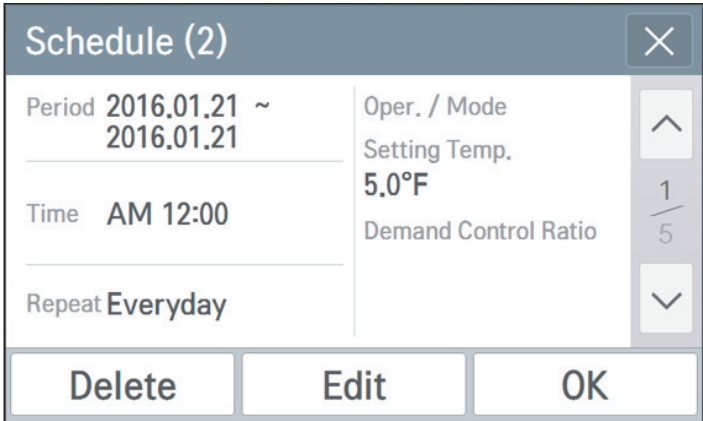 Schedule (2)
Period 2016.01.21 ~
2016.01.21
Time AM 12:00
Repeat Everyday
Oper. / Mode
Setting Temp.
5.0°F
Demand Control Ratio
1
5
Delete Edit OK